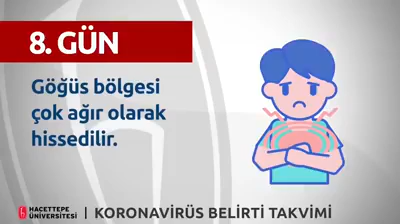 8. GÜN
Göğüs bölgesi
çok ağır olarak
hissedilir.
HACETTEPE
ÜNİVERSİTESİ
KORONAVİRÜS BELİRTİ TAKVİMİ